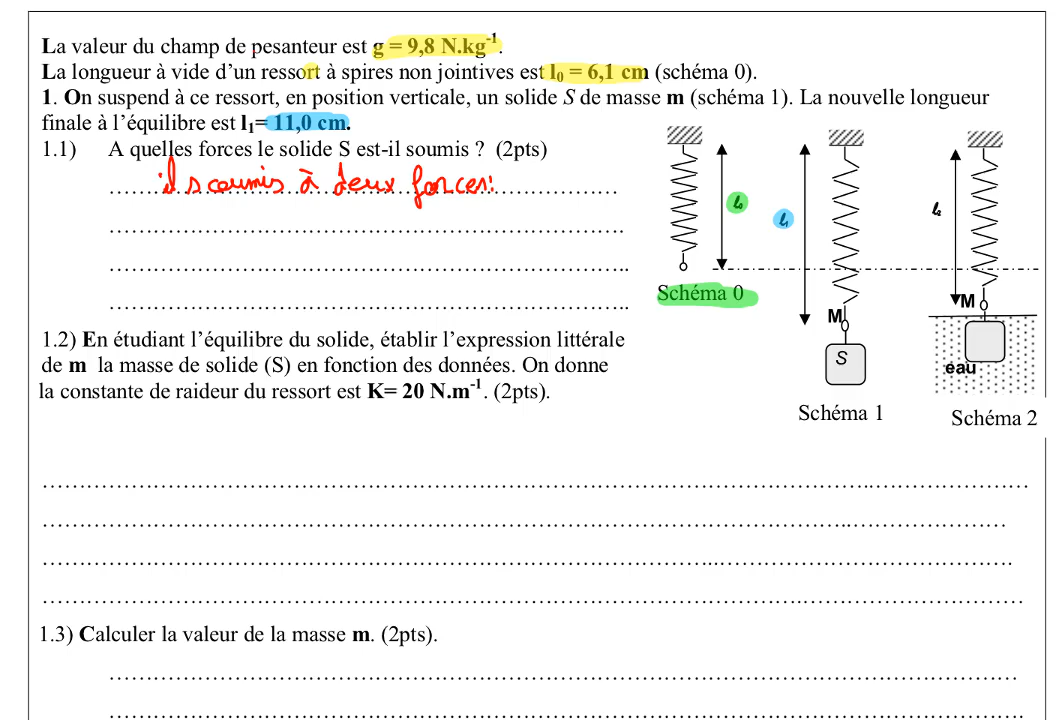 La valeur du champ de pesanteur est g = 9,8 N.kg⁻¹.
La longueur à vide d'un ressort à spires non jointives est l₀ = 6,1 cm (schéma 0).
1. On suspend à ce ressort, en position verticale, un solide S de masse m (schéma 1). La nouvelle longueur
finale à l'équilibre est l₁= 11,0 cm.
1.1) A quelles forces le solide S est-il soumis ? (2pts)
il scoumis à deux forces:
1.2) En étudiant l'équilibre du solide, établir l'expression littérale
de m la masse de solide (S) en fonction des données. On donne
la constante de raideur du ressort est K= 20 N.m⁻¹. (2pts).
l₀
Schéma 0
l₁
M
S
Schéma 1
l₂
M
eau
Schéma 2
1.3) Calculer la valeur de la masse m. (2pts).